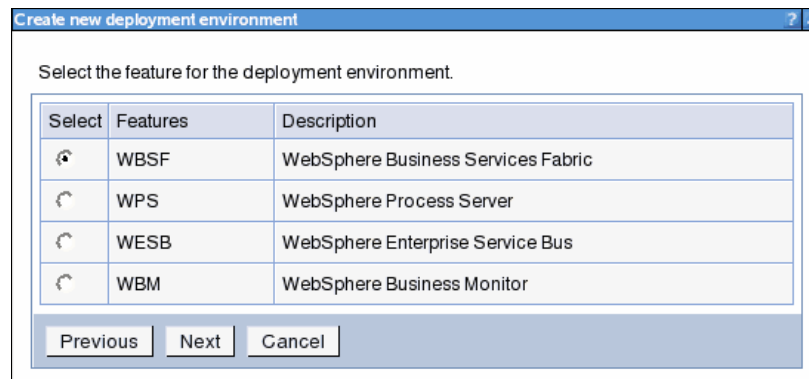 Create new deployment environment ?
Select the feature for the deployment environment.
Select Features Description
WBSF WebSphere Business Services Fabric
WPS WebSphere Process Server
WESB WebSphere Enterprise Service Bus
WBM WebSphere Business Monitor
Previous Next Cancel